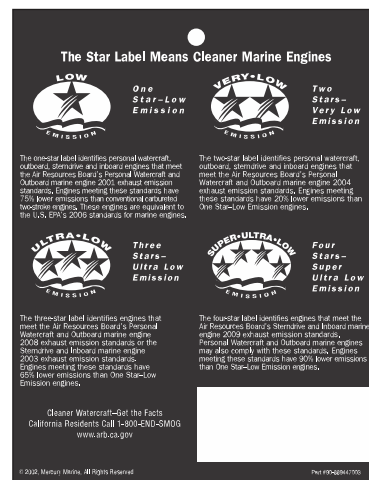 The Star Label Means Cleaner Marine Engines
LOW
EMISSION
One
Star–Low
Emission
The one-star label identifies personal watercraft,
outboard, sterndrive and inboard engines that meet
the Air Resources Board's Personal Watercraft and
Outboard marine engine 2001 exhaust emission
standards. Engines meeting these standards have
75% lower emissions than conventional carbureted
two-stroke engines. These engines are equivalent to
the U.S. EPA's 2006 standards for marine engines.
VERY•LOW
EMISSION
Two
Stars–
Very Low
Emission
The two-star label identifies personal watercraft,
outboard, sterndrive and inboard engines that
meet the Air Resources Board's Personal
Watercraft and Outboard marine engine 2004
exhaust emission standards. Engines meeting
these standards have 20% lower emissions than
One Star–Low Emission engines.
ULTRA•LOW
EMISSION
Three
Stars–
Ultra Low
Emission
The three-star label identifies engines that
meet the Air Resources Board's Personal
Watercraft and Outboard marine engine
2008 exhaust emission standards or the
Sterndrive and Inboard marine engine
2003 exhaust emission standards.
Engines meeting these standards have
65% lower emissions than One Star–Low
Emission engines.
SUPER•ULTRA•LOW
EMISSION
Four
Stars–
Super
Ultra Low
Emission
The four-star label identifies engines that meet the
Air Resources Board's Sterndrive and Inboard marine
engine 2009 exhaust emission standards.
Personal Watercraft and Outboard marine engines
may also comply with these standards. Engines
meeting these standards have 90% lower emissions
than One Star–Low Emission engines.
Cleaner Watercraft–Get the Facts
California Residents Call 1-800-END-SMOG
www.arb.ca.gov
© 2002, Mercury Marine, All Rights Reserved
Part #